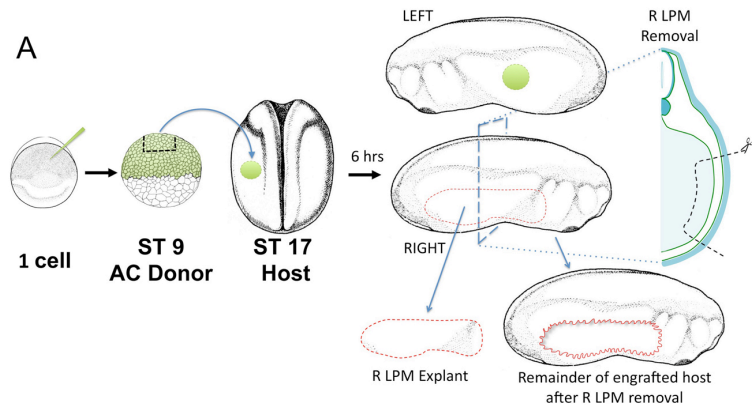 A
LEFT
R LPM
Removal
6 hrs
1 cell
ST 9
AC Donor
ST 17
Host
RIGHT
R LPM Explant
Remainder of engrafted host
after R LPM removal